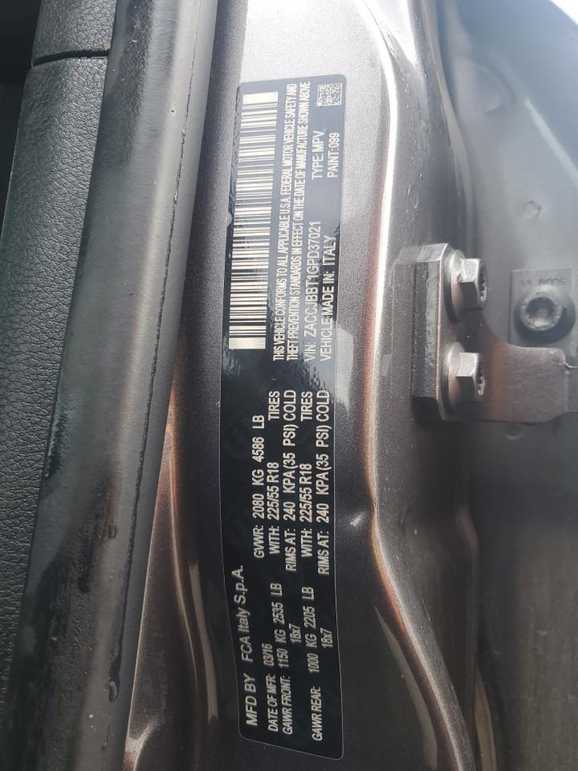 MFD BY FCA Italy S.p.A.
DATE OF MFR: 03/16 GVWR: 2080 KG 4586 LB
GAWR FRONT: 1150 KG 2535 LB WITH: 225/55 R18 TIRES
18x7 RIMS AT: 240 KPA(35 PSI) COLD
GAWR REAR: 1000 KG 2205 LB WITH: 225/55 R18 TIRES
18x7 RIMS AT: 240 KPA(35 PSI) COLD
THIS VEHICLE CONFORMS TO ALL APPLICABLE U.S.A. FEDERAL MOTOR VEHICLE SAFETY AND
THEFT PREVENTION STANDARDS IN EFFECT ON THE DATE OF MANUFACTURE SHOWN ABOVE
VIN: ZACCJBBT1GPD37021 TYPE: MPV
VEHICLE MADE IN: ITALY PAINT: 089